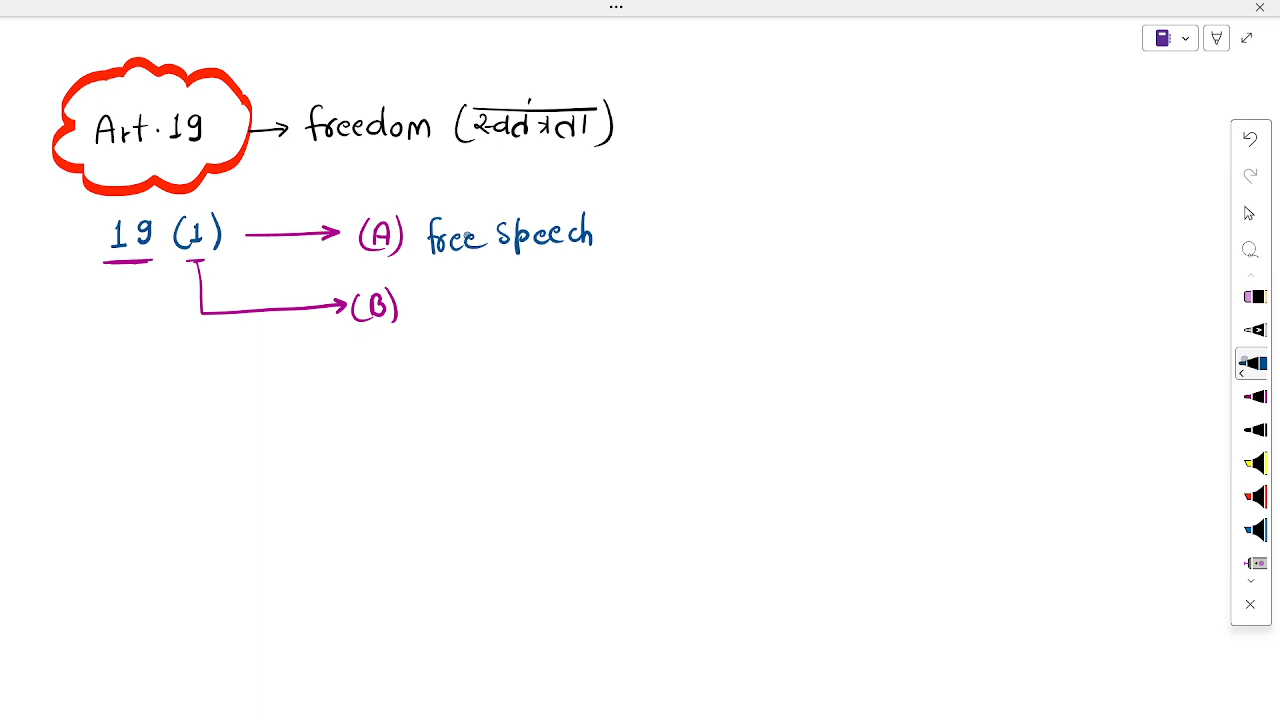 Art. 19 → freedom (स्वतंत्रता)
19 (1) → (A) free speech
→ (B)